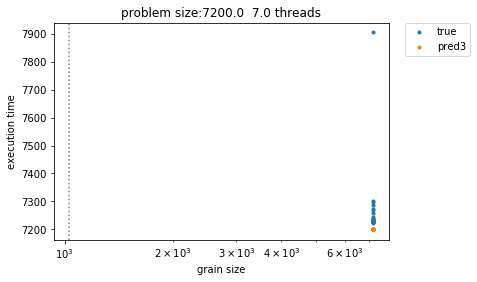 problem size:7200.0  7.0 threads
true
pred3
execution time
7900
7800
7700
7600
7500
7400
7300
7200
10³
2 × 10³
3 × 10³
4 × 10³
6 × 10³
grain size